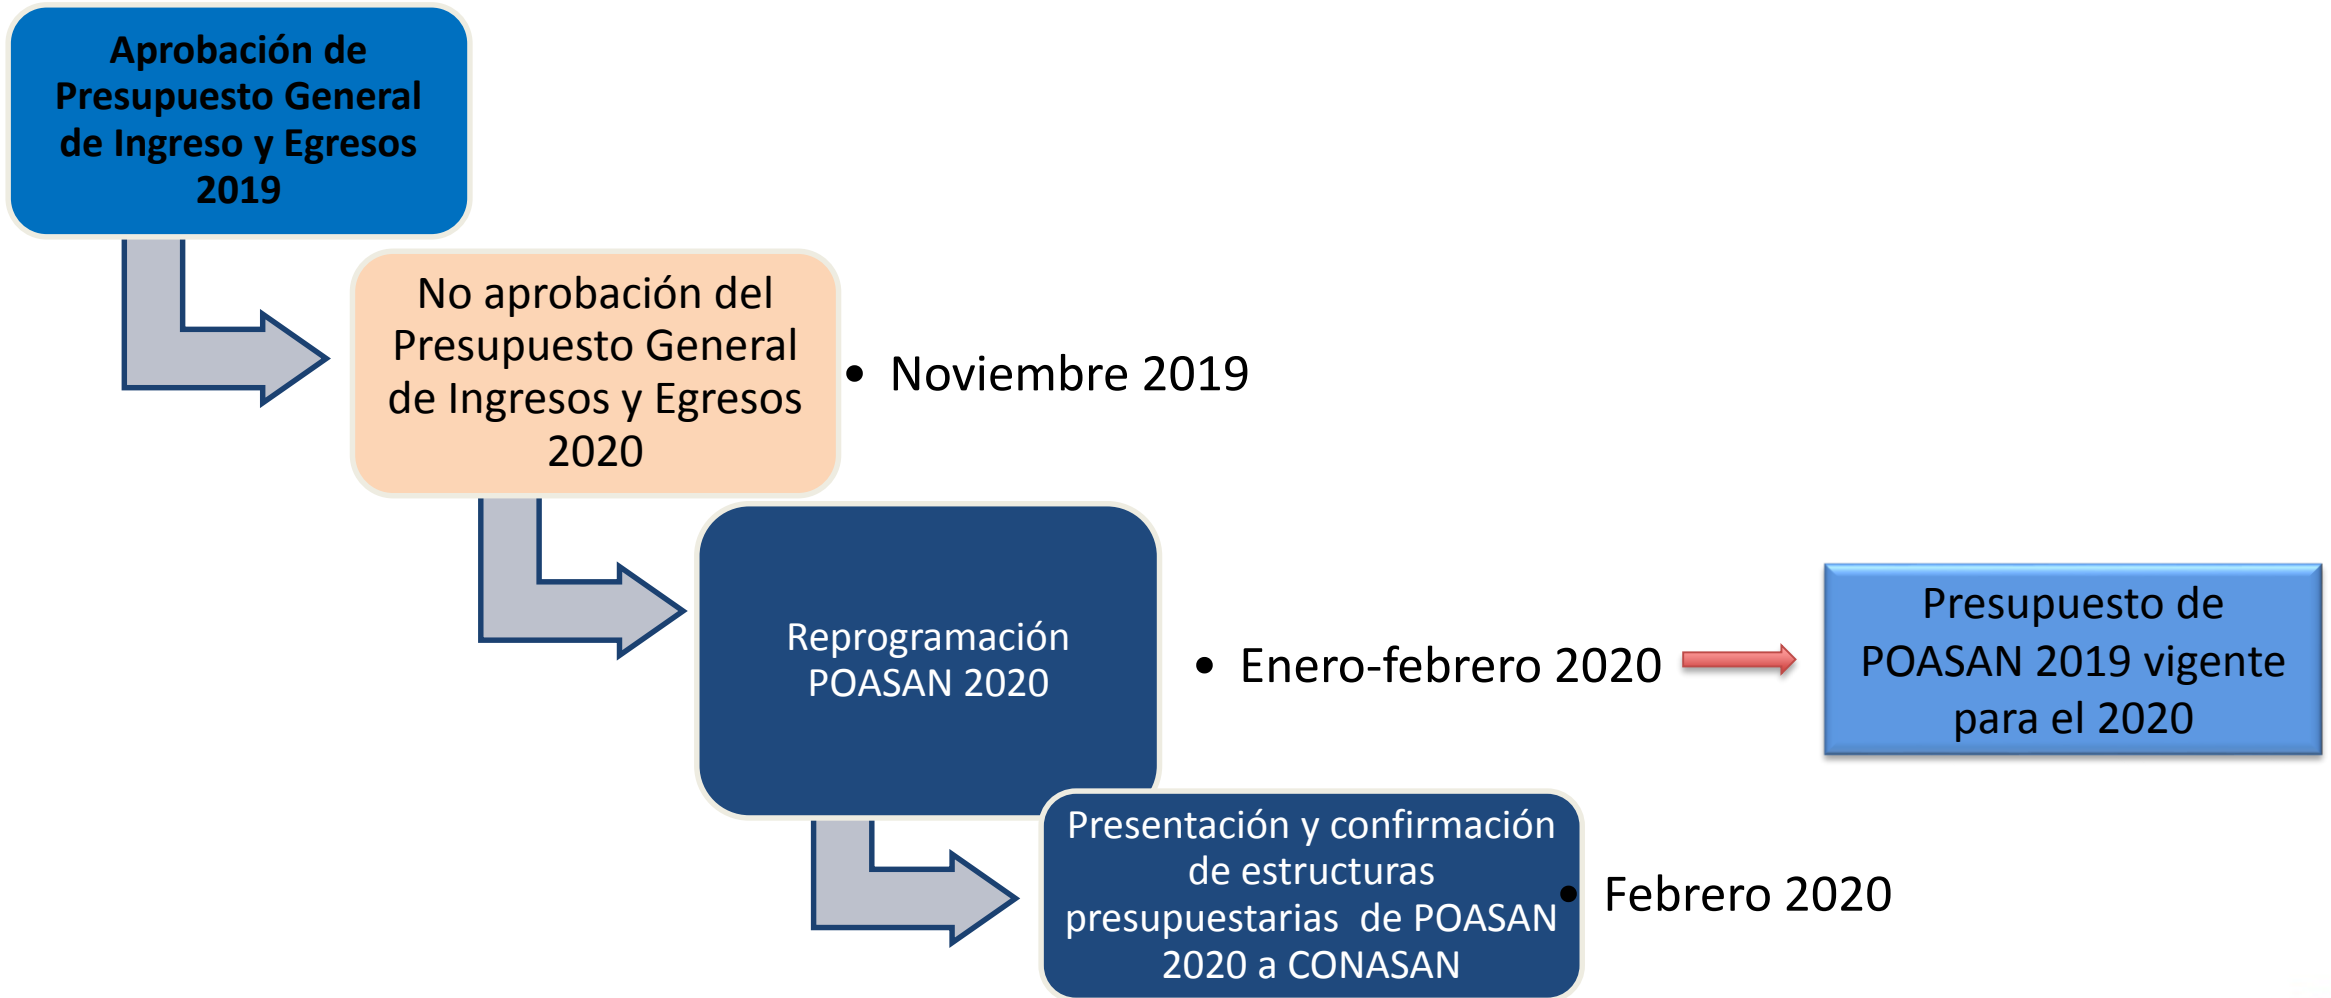 Aprobación de
Presupuesto General
de Ingreso y Egresos
2019
No aprobación del
Presupuesto General
de Ingresos y Egresos
2020
• Noviembre 2019
Reprogramación
POASAN 2020
• Enero-febrero 2020
Presupuesto de
POASAN 2019 vigente
para el 2020
Presentación y confirmación
de estructuras
presupuestarias de POASAN
2020 a CONASAN
• Febrero 2020